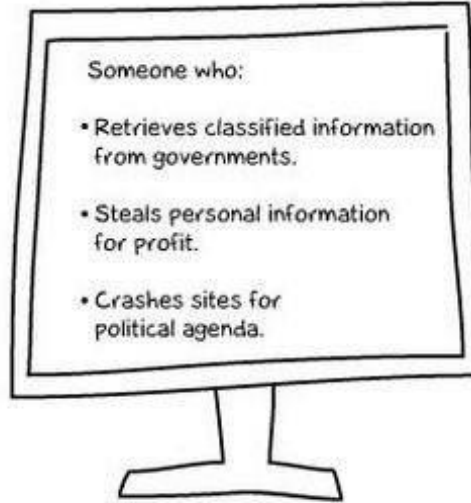 Someone who:
• Retrieves classified information
from governments.
• Steals personal information
for profit.
• Crashes sites for
political agenda.